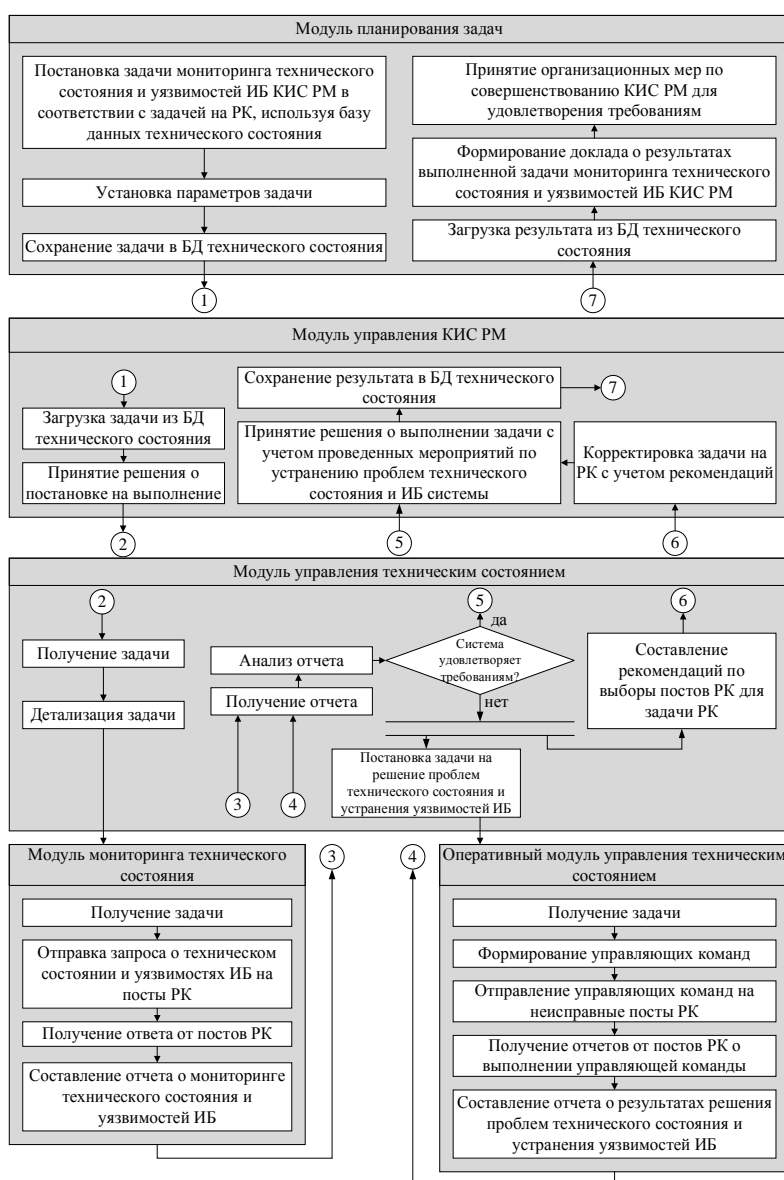 Модуль планирования задач
Постановка задачи мониторинга технического
состояния и уязвимостей ИБ КИС РМ в
соответствии с задачей на РК, используя базу
данных технического состояния
Установка параметров задачи
Сохранение задачи в БД технического состояния
1
Принятие организационных мер по
совершенствованию КИС РМ для
удовлетворения требованиям
Формирование доклада о результатах
выполненной задачи мониторинга технического
состояния и уязвимостей ИБ КИС РМ
Загрузка результата из БД технического
состояния
7
Модуль управления КИС РМ
1
Загрузка задачи из БД
технического состояния
Принятие решения о
постановке на выполнение
2
Сохранение результата в БД технического
состояния
7
Принятие решения о выполнении задачи с
учетом проведенных мероприятий по
устранению проблем технического
состояния и ИБ системы
5
Корректировка задачи на
РК с учетом рекомендаций
6
Модуль управления техническим состоянием
2
Получение задачи
Детализация задачи
Анализ отчета
Получение отчета
3
4
5
да
Система
удовлетворяет
требованиям?
нет
Постановка задачи на
решение проблем
технического состояния и
устранения уязвимостей ИБ
6
Составление
рекомендаций по
выборы постов РК для
задачи РК
Модуль мониторинга технического
состояния
3
Получение задачи
Отправка запроса о техническом
состоянии и уязвимостях ИБ на
посты РК
Получение ответа от постов РК
Составление отчета о мониторинге
технического состояния и
уязвимостей ИБ
4
Оперативный модуль управления техническим
состоянием
Получение задачи
Формирование управляющих команд
Отправление управляющих команд на
неисправные посты РК
Получение отчетов от постов РК о
выполнении управляющей команды
Составление отчета о результатах решения
проблем технического состояния и
устранения уязвимостей ИБ